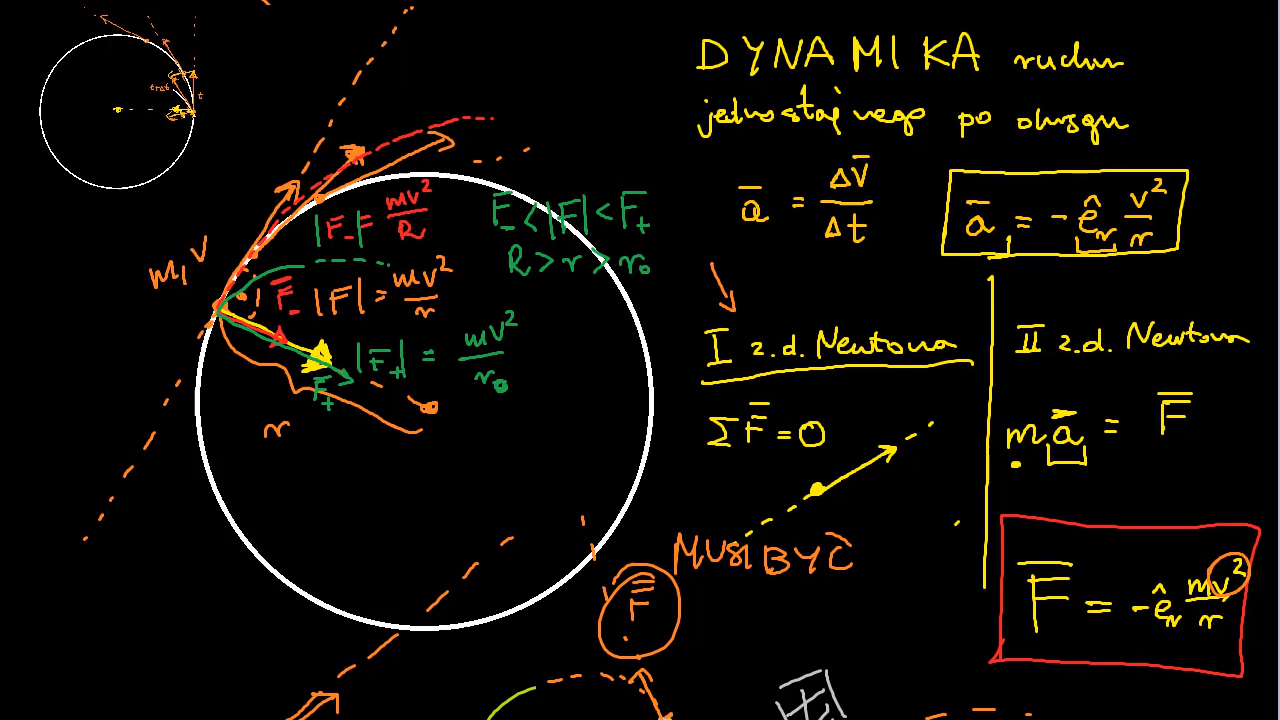 DYNAMIKA ruchu
jednostajnego po okręgu
a̅ = Δv̅/Δt
a̅ = - ê_r v²/r
t+Δt
t
m, v
|F₋| = mv²/R
F₋ < |F| < F₊
R > r > r₀
F̅₋ |F| = mv²/r
|F̅₊| = mv²/r₀
F₊
r
I z.d. Newtona
II z.d. Newtona
ΣF̅ = 0
m a⃗ = F̅
MUSI BYĆ
F̅
F̅ = - ê_r mv²/r